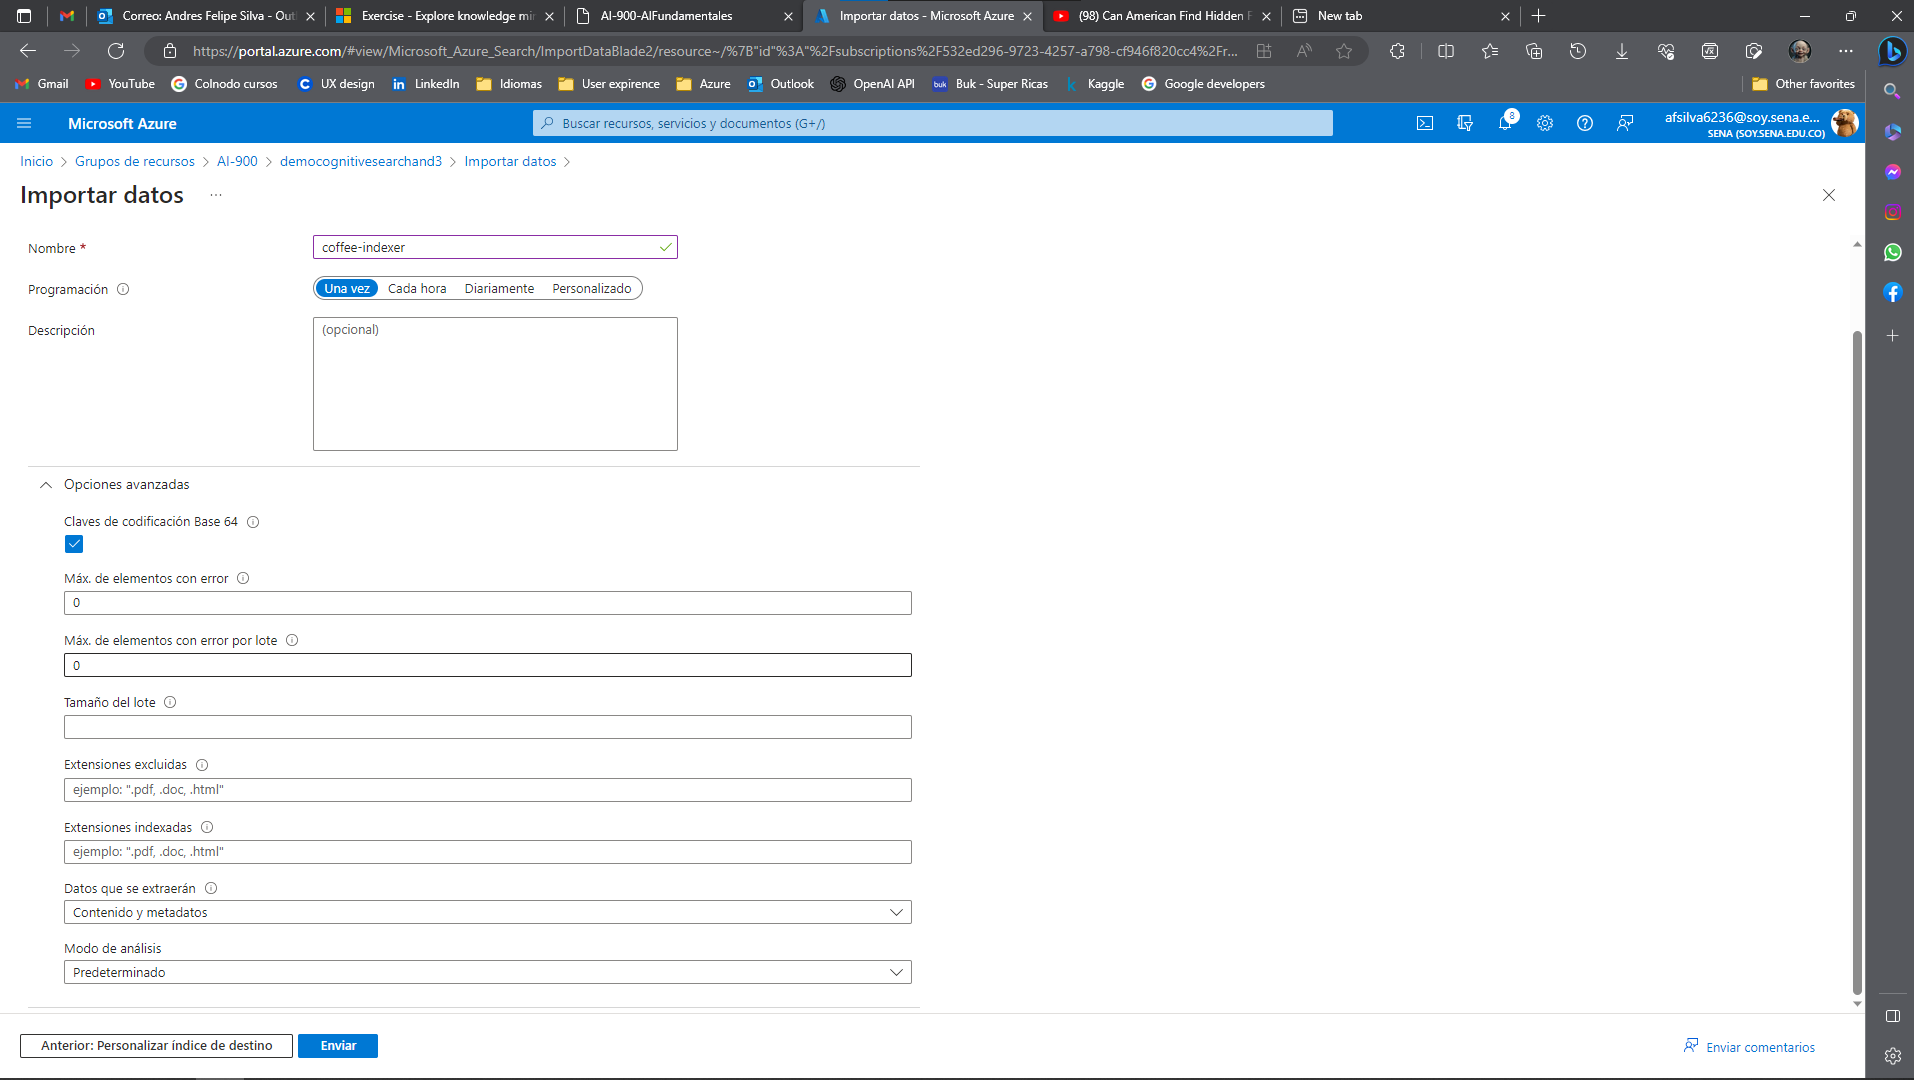 Correo: Andres Felipe Silva - Out
Exercise - Explore knowledge mir
AI-900-AIFundamentales
Importar datos - Microsoft Azure
(98) Can American Find Hidden F
New tab
https://portal.azure.com/#view/Microsoft_Azure_Search/ImportDataBlade2/resource~/%7B"id"%3A"%2Fsubscriptions%2F532ed296-9723-4257-a798-cf946f820cc4%2Fr...
Gmail
YouTube
Colnodo cursos
UX design
LinkedIn
Idiomas
User expirence
Azure
Outlook
OpenAI API
Buk - Super Ricas
Kaggle
Google developers
Other favorites
Microsoft Azure
Buscar recursos, servicios y documentos (G+/)
8
afsilva6236@soy.sena.e...
SENA (SOY.SENA.EDU.CO)
Inicio > Grupos de recursos > AI-900 > democognitivesearchand3 > Importar datos >
Importar datos ...
Nombre *
coffee-indexer
Programación
Una vez Cada hora Diariamente Personalizado
Descripción
(opcional)
Opciones avanzadas
Claves de codificación Base 64
Máx. de elementos con error
0
Máx. de elementos con error por lote
0
Tamaño del lote
Extensiones excluidas
ejemplo: ".pdf, .doc, .html"
Extensiones indexadas
ejemplo: ".pdf, .doc, .html"
Datos que se extraerán
Contenido y metadatos
Modo de análisis
Predeterminado
Anterior: Personalizar índice de destino
Enviar
Enviar comentarios